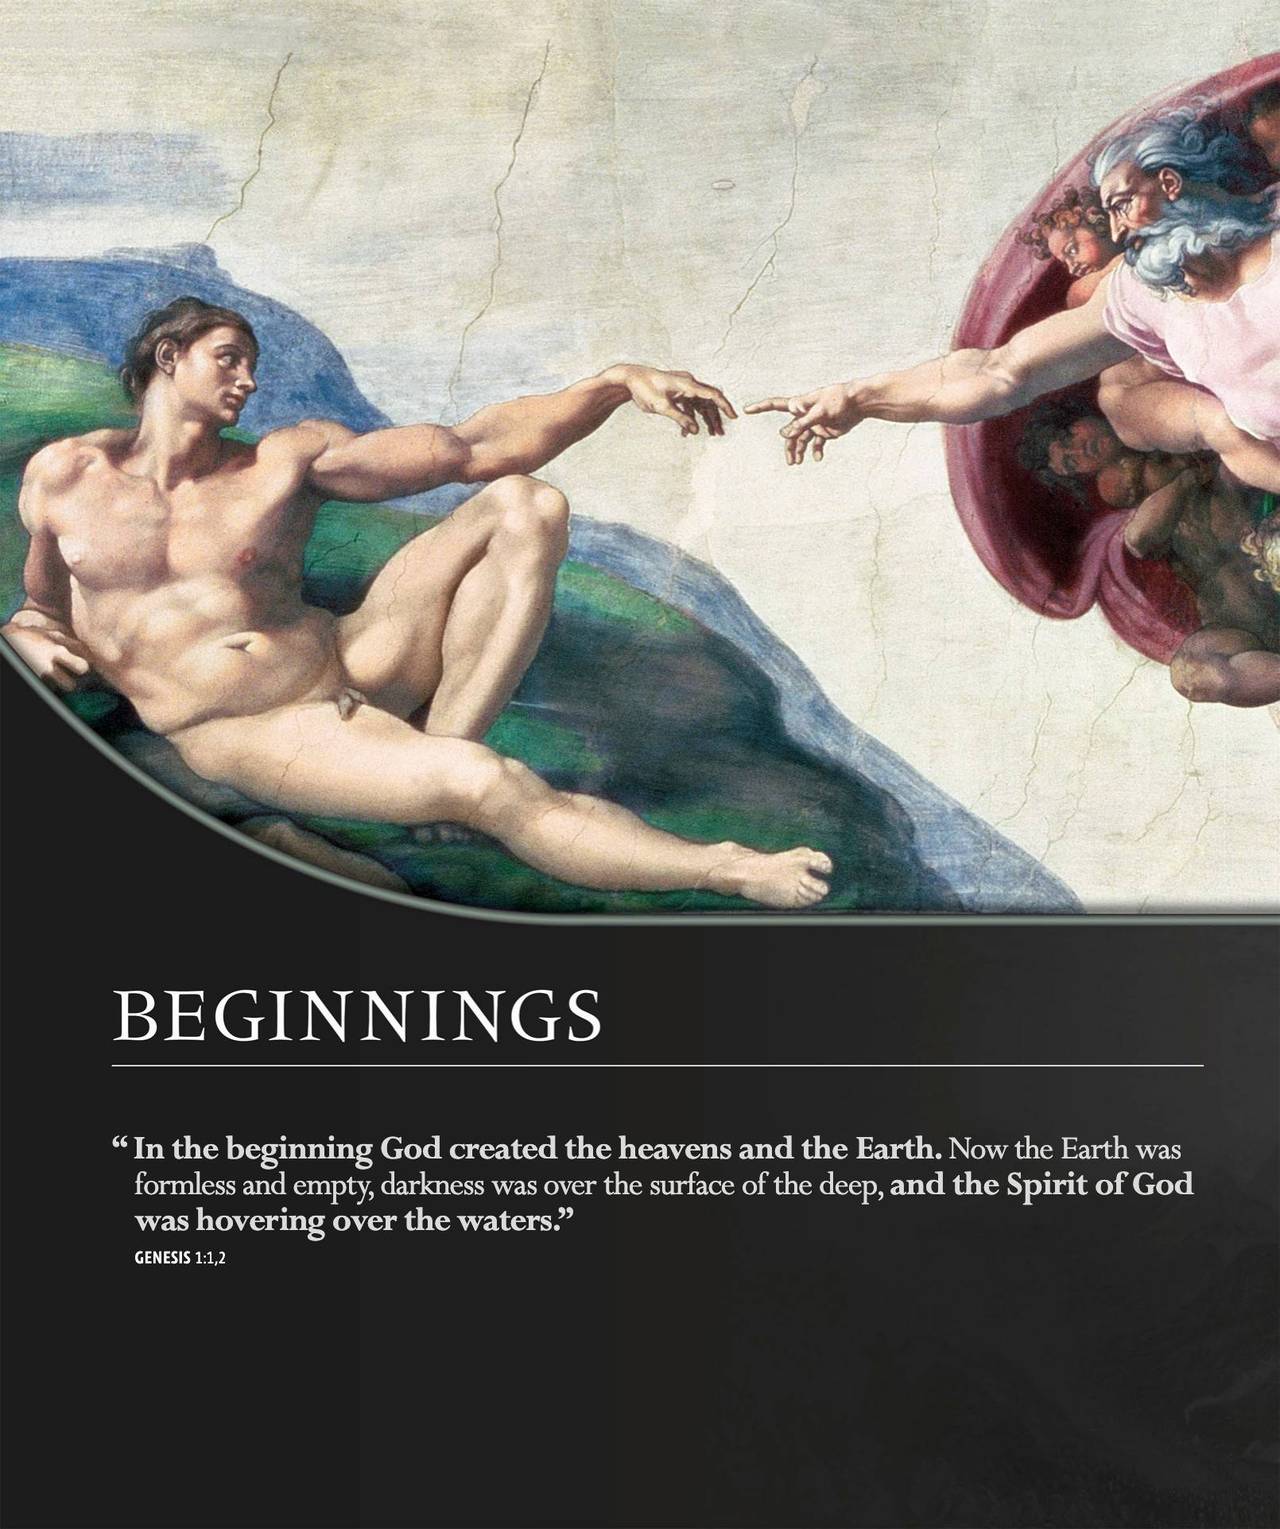 BEGINNINGS
“In the beginning God created the heavens and the Earth. Now the Earth was
formless and empty, darkness was over the surface of the deep, and the Spirit of God
was hovering over the waters.”
GENESIS 1:1,2